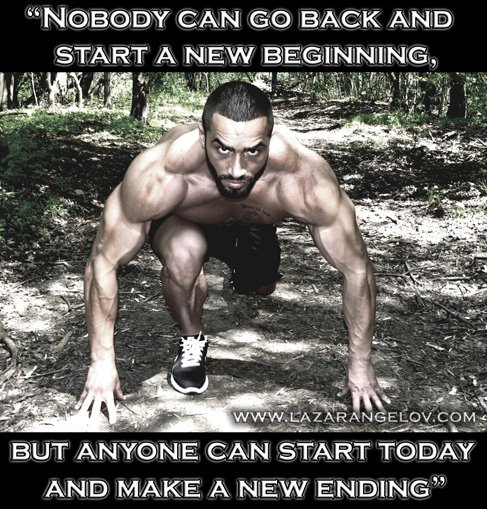 “NOBODY CAN GO BACK AND
START A NEW BEGINNING,
WWW.LAZARANGELOV.COM
BUT ANYONE CAN START TODAY
AND MAKE A NEW ENDING”